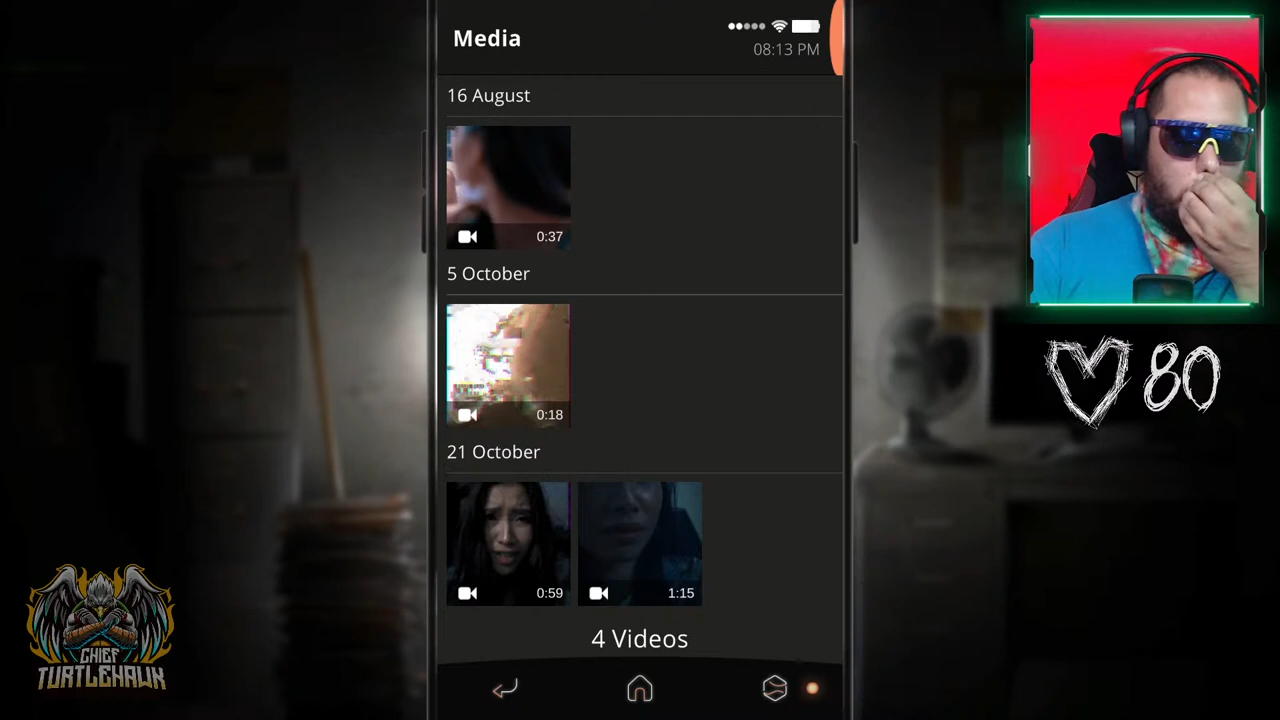 Media
08:13 PM
16 August
0:37
5 October
0:18
21 October
0:59
1:15
4 Videos
80
CHIEF
TURTLEHAWK